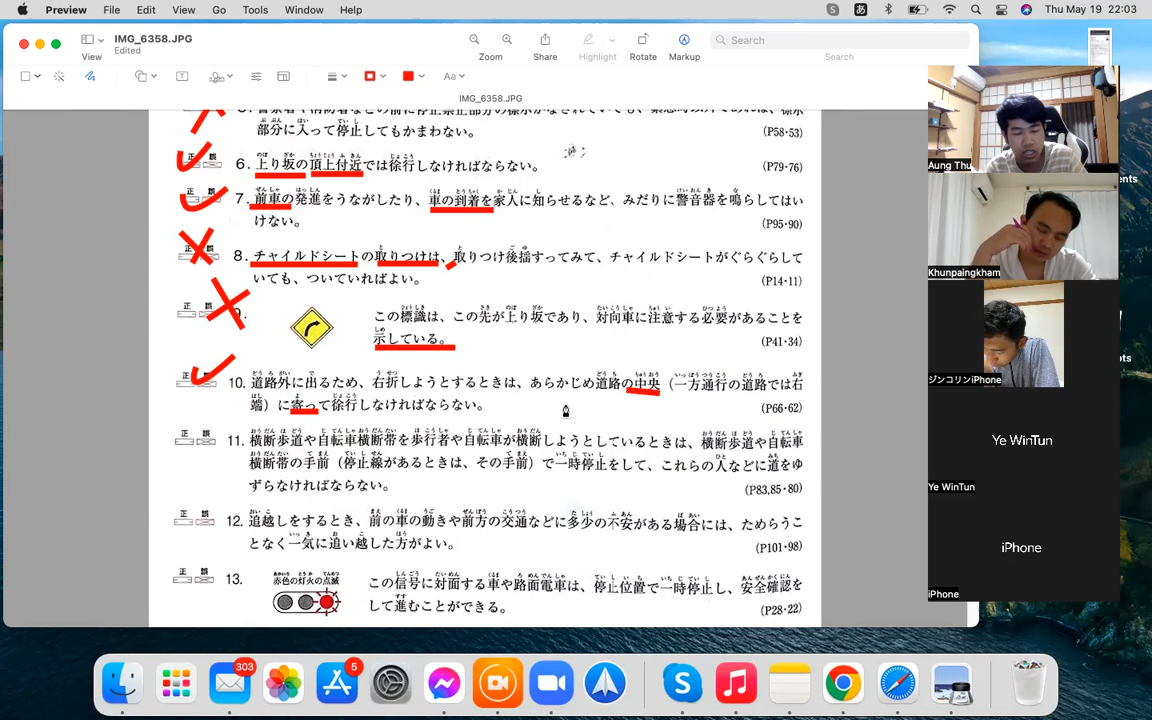 Preview File Edit View Go Tools Window Help
あ
Thu May 19 22:03
IMG_6358.JPG
Edited
View
Zoom Share Highlight Rotate Markup
Search
Search
Aa
IMG_6358.JPG
部分に入って停止してもかまわない。
(P58・53)
正 誤 6. 上り坂の頂上付近では徐行しなければならない。
(P79・76)
7. 前車の発進をうながしたり、車の到着を家人に知らせるなど、みだりに警音器を鳴らしてはい
けない。
(P95・90)
正 誤 8. チャイルドシートの取りつけは、取りつけ後揺すってみて、チャイルドシートがぐらぐらして
いても、ついていればよい。
(P14・11)
正 誤 9. この標識は、この先が上り坂であり、対向車に注意する必要があることを
示している。
(P41・34)
正 誤 10. 道路外に出るため、右折しようとするときは、あらかじめ道路の中央（一方通行の道路では右
端）に寄って徐行しなければならない。
(P66・62)
正 誤 11. 横断歩道や自転車横断帯を歩行者や自転車が横断しようとしているときは、横断歩道や自転車
横断帯の手前（停止線があるときは、その手前）で一時停止をして、これらの人などに道をゆ
ずらなければならない。
(P83,85・80)
正 誤 12. 追越しをするとき、前の車の動きや前方の交通などに多少の不安がある場合には、ためらうこ
となく一気に追い越した方がよい。
(P101・98)
正 誤 13. 赤色の灯火の点滅
この信号に対面する車や路面電車は、停止位置で一時停止し、安全確認を
して進むことができる。
(P28・22)
Aung Thu
Khunpaingkham
ジンコリンiPhone
Ye WinTun
Ye WinTun
iPhone
iPhone
ents
pts
303
5